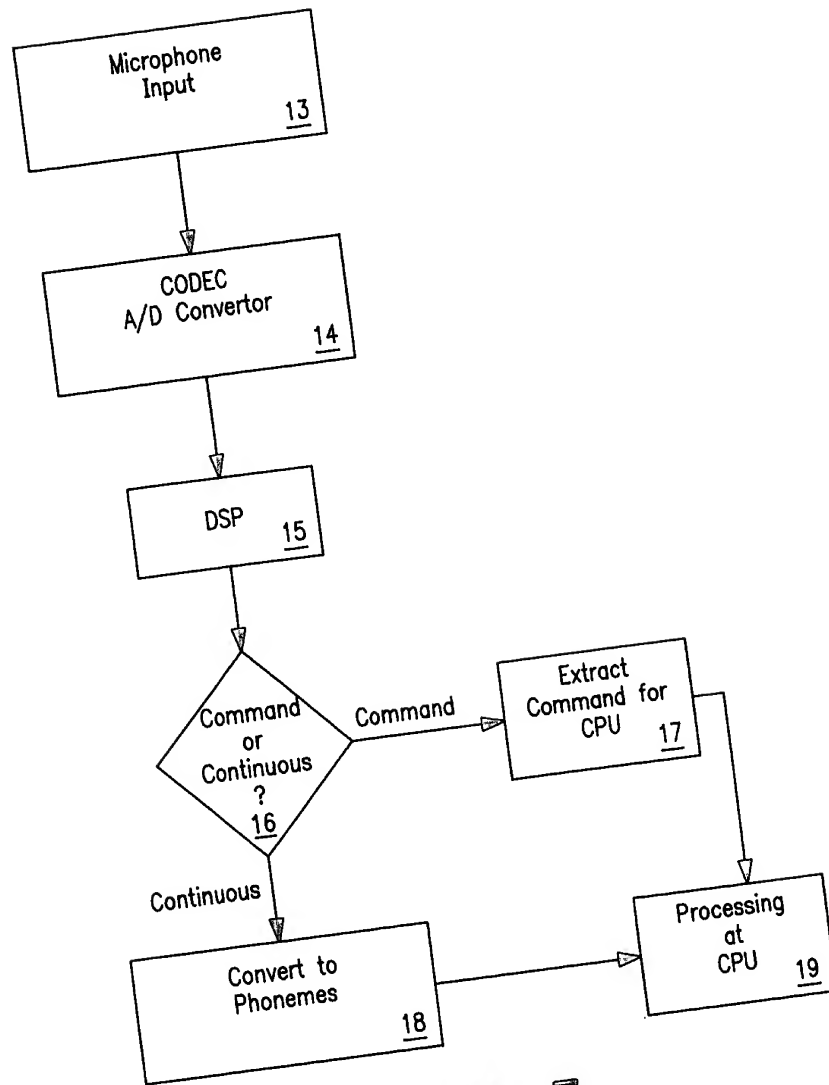 Microphone
Input
13
CODEC
A/D Convertor
14
DSP
15
Command
or
Continuous
?
16
Command
Extract
Command for
CPU
17
Continuous
Convert to
Phonemes
18
Processing
at
CPU
19